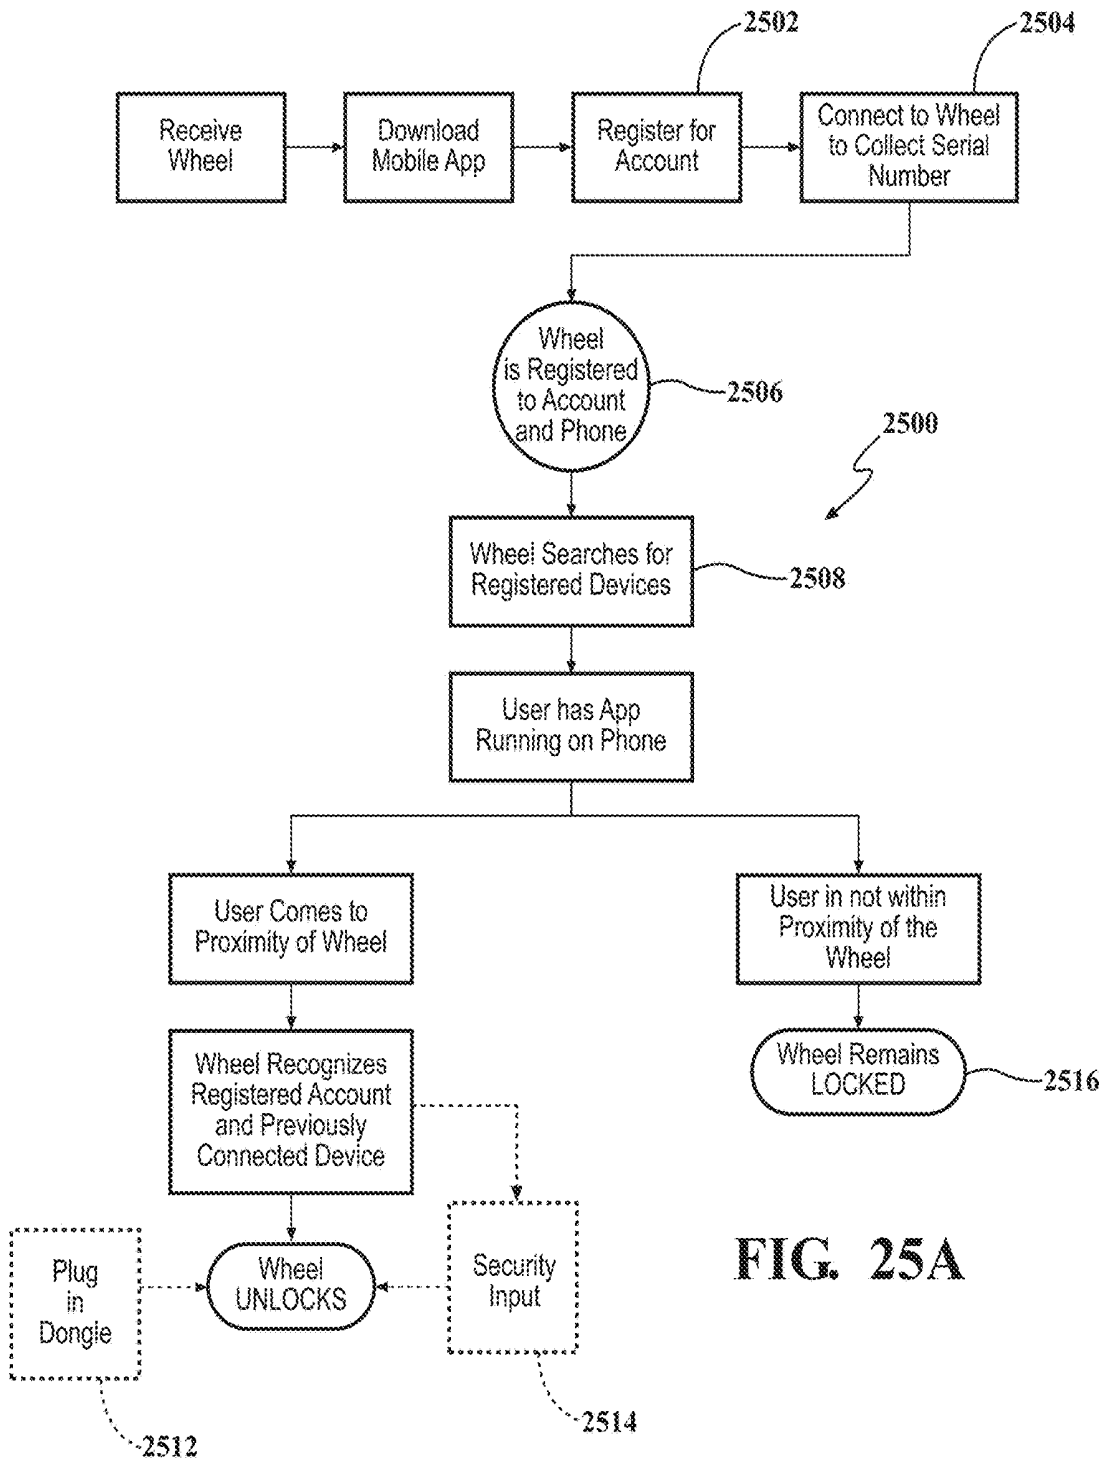 2502
2504
Receive
Wheel
Download
Mobile App
Register for
Account
Connect to Wheel
to Collect Serial
Number
Wheel
is Registered
to Account
and Phone
2506
2500
Wheel Searches for
Registered Devices
2508
User has App
Running on Phone
User Comes to
Proximity of Wheel
User in not within
Proximity of the
Wheel
Wheel Recognizes
Registered Account
and Previously
Connected Device
Wheel Remains
LOCKED
2516
Plug
in
Dongle
Wheel
UNLOCKS
Security
Input
FIG. 25A
2512
2514